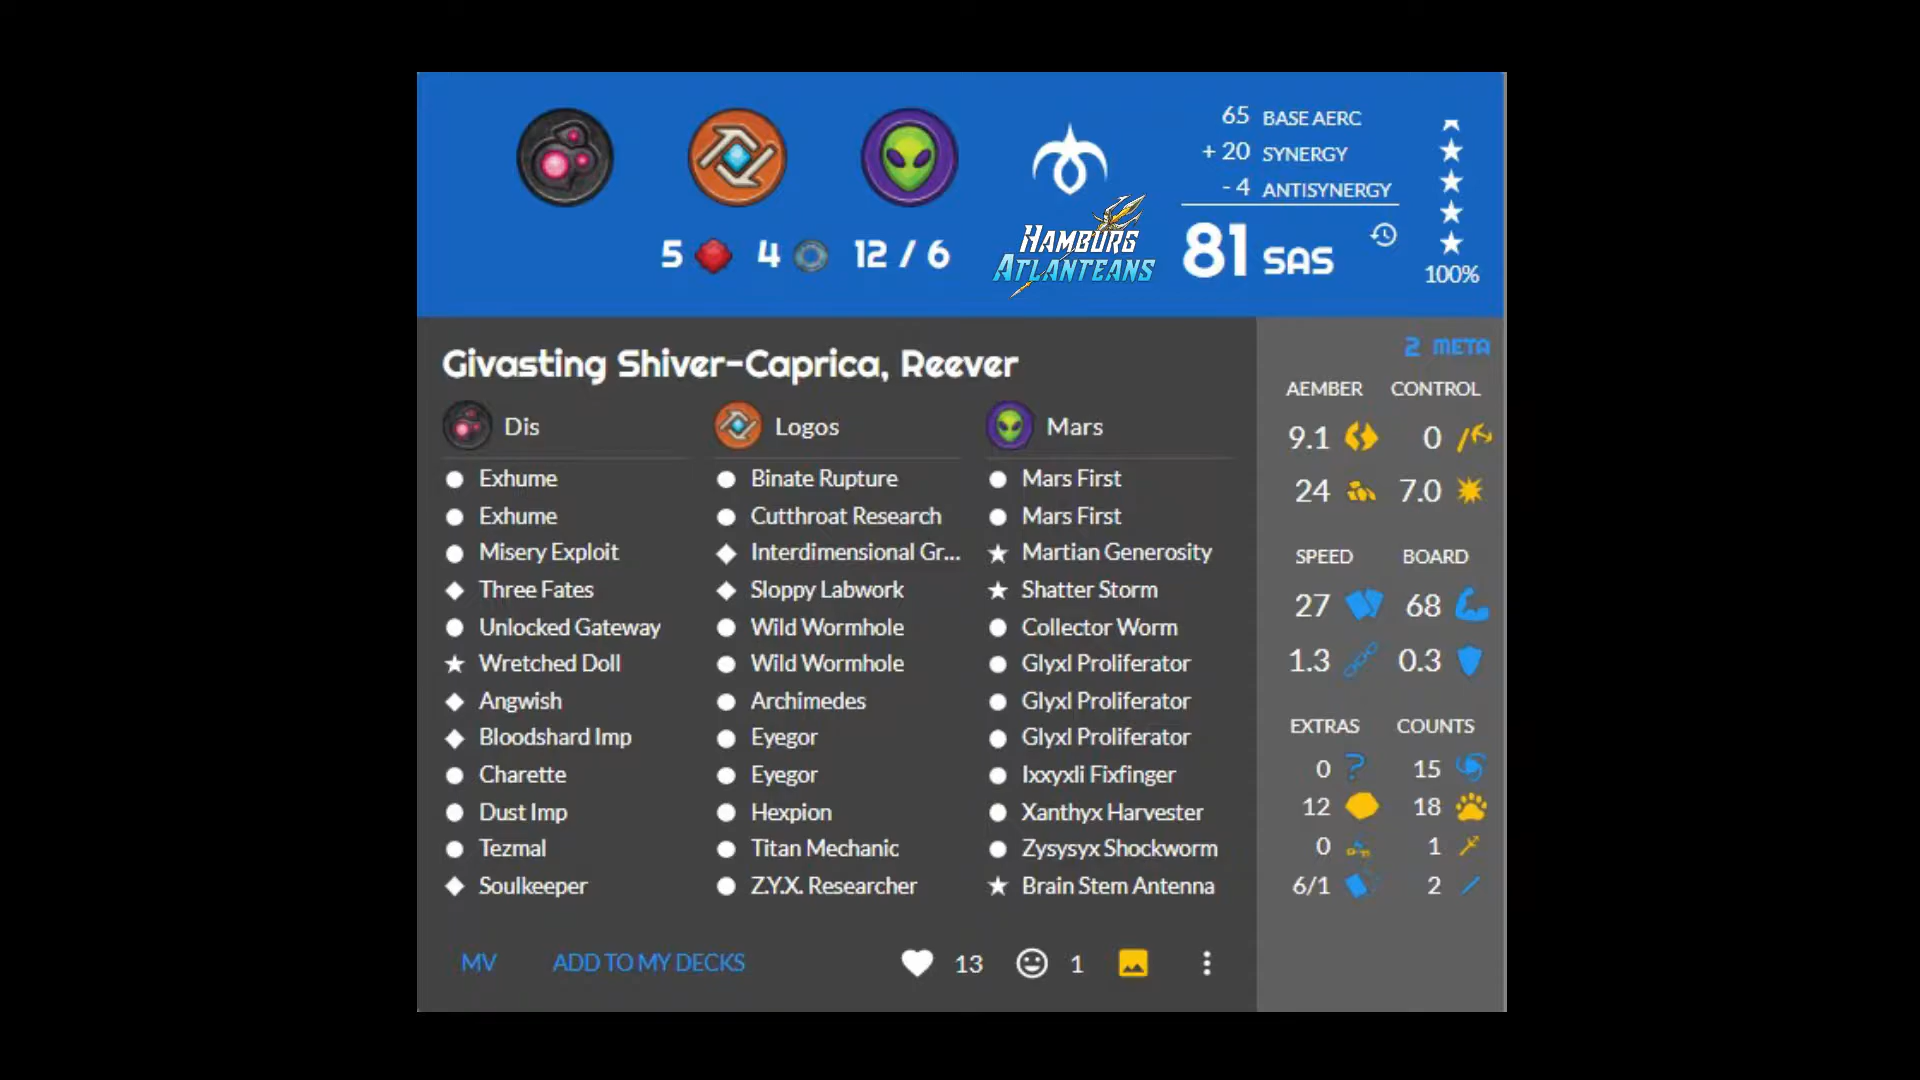 65 BASE AERC
+ 20 SYNERGY
- 4 ANTISYNERGY
HAMBURG
ATLANTEANS
5 4 12 / 6
81 SAS
100%
Givasting Shiver-Caprica, Reever
Dis
Exhume
Exhume
Misery Exploit
Three Fates
Unlocked Gateway
Wretched Doll
Angwish
Bloodshard Imp
Charette
Dust Imp
Tezmal
Soulkeeper
Logos
Binate Rupture
Cutthroat Research
Interdimensional Gr...
Sloppy Labwork
Wild Wormhole
Wild Wormhole
Archimedes
Eyegor
Eyegor
Hexpion
Titan Mechanic
Z.Y.X. Researcher
Mars
Mars First
Mars First
Martian Generosity
Shatter Storm
Collector Worm
Glyxl Proliferator
Glyxl Proliferator
Glyxl Proliferator
Ixxyxli Fixfinger
Xanthyx Harvester
Zysysyx Shockworm
Brain Stem Antenna
2 META
AEMBER CONTROL
9.1 0
24 7.0
SPEED BOARD
27 68
1.3 0.3
EXTRAS COUNTS
0 15
12 18
0 1
6/1 2
MV ADD TO MY DECKS 13 1